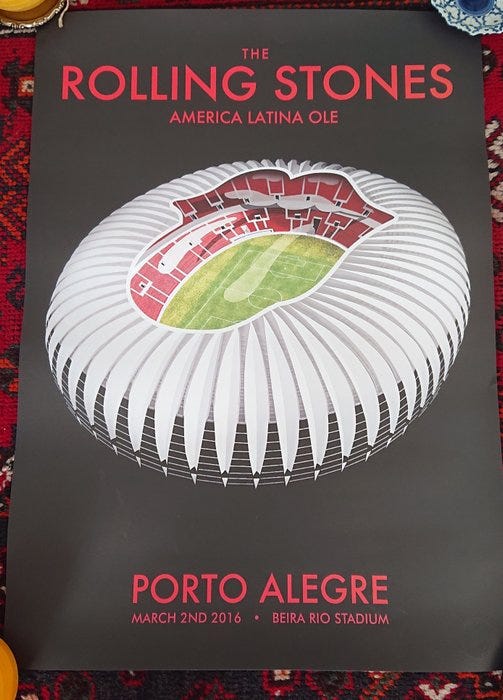 THE
ROLLING STONES
AMERICA LATINA OLE
PORTO ALEGRE
MARCH 2ND 2016 • BEIRA RIO STADIUM